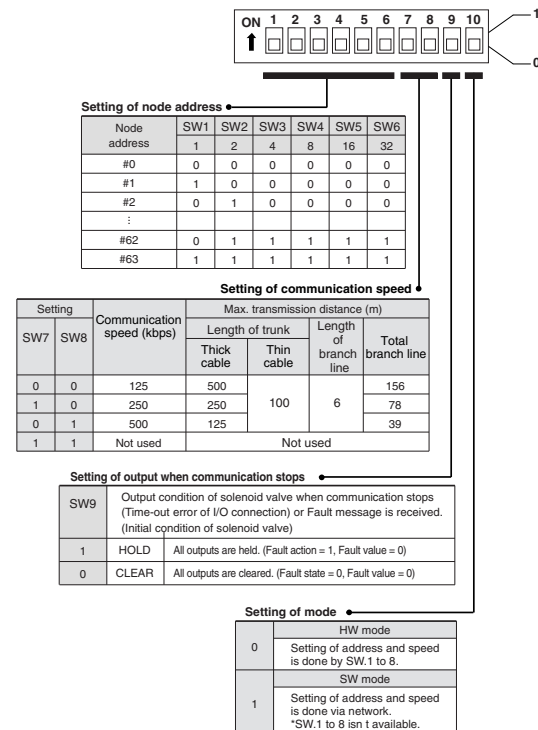 ON 1 2 3 4 5 6 7 8 9 10
1
0
Setting of node address
Node address SW1 SW2 SW3 SW4 SW5 SW6
1 2 4 8 16 32
#0 0 0 0 0 0 0
#1 1 0 0 0 0 0
#2 0 1 0 0 0 0
⋮
#62 0 1 1 1 1 1
#63 1 1 1 1 1 1
Setting of communication speed
Setting Communication speed (kbps) Max. transmission distance (m)
SW7 SW8 Length of trunk Length of branch line Total branch line
Thick cable Thin cable
0 0 125 500 100 6 156
1 0 250 250 78
0 1 500 125 39
1 1 Not used Not used
Setting of output when communication stops
SW9 Output condition of solenoid valve when communication stops
(Time-out error of I/O connection) or Fault message is received.
(Initial condition of solenoid valve)
1 HOLD All outputs are held. (Fault action = 1, Fault value = 0)
0 CLEAR All outputs are cleared. (Fault state = 0, Fault value = 0)
Setting of mode
HW mode
0 Setting of address and speed
is done by SW.1 to 8.
SW mode
1 Setting of address and speed
is done via network.
*SW.1 to 8 isn t available.